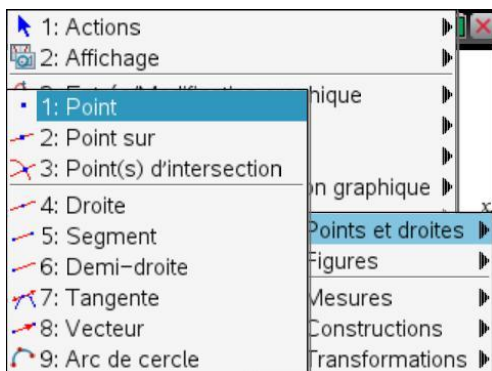 1: Actions
2: Affichage
hique
1: Point
2: Point sur
3: Point(s) d'intersection
n graphique
x
4: Droite
Points et droites
5: Segment
Figures
6: Demi-droite
7: Tangente
Mesures
8: Vecteur
Constructions
9: Arc de cercle
Transformations